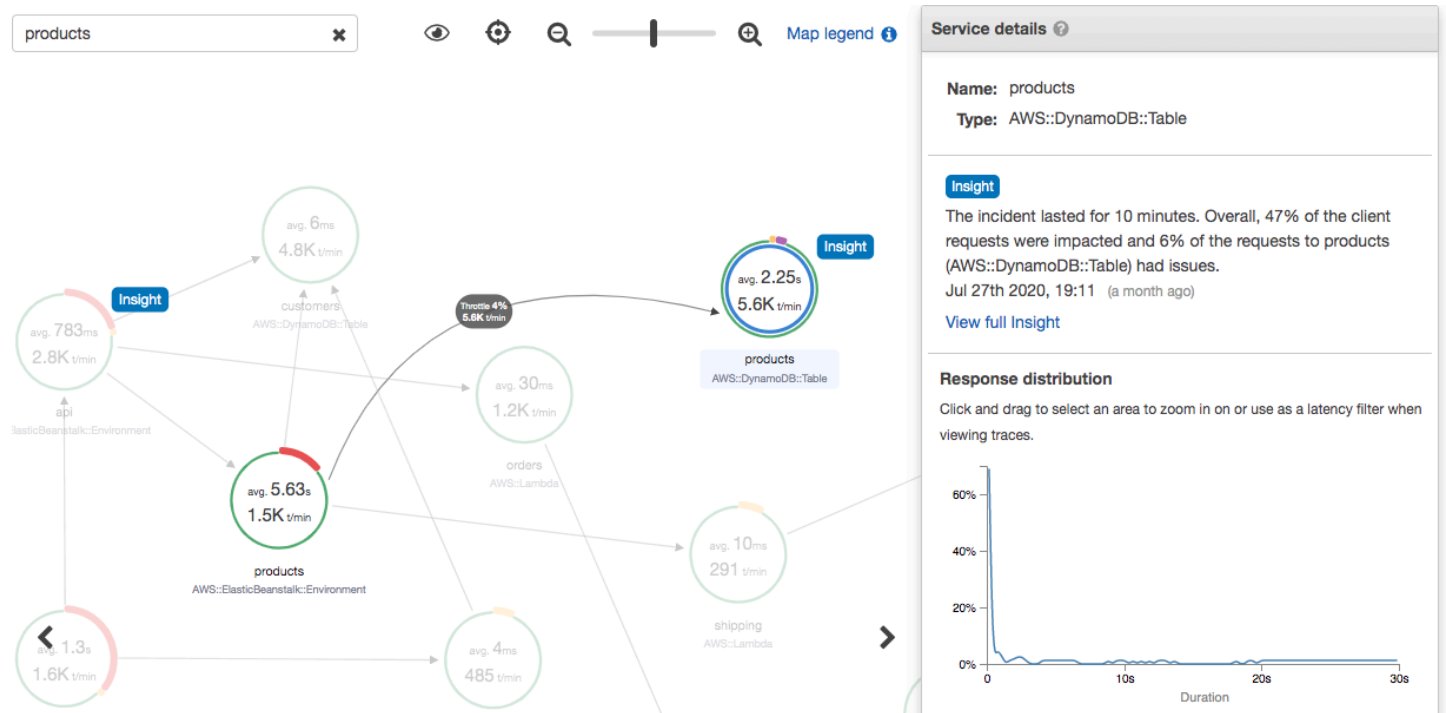 products
Map legend
Service details
Name: products
Type: AWS::DynamoDB::Table
Insight
The incident lasted for 10 minutes. Overall, 47% of the client
requests were impacted and 6% of the requests to products
(AWS::DynamoDB::Table) had issues.
Jul 27th 2020, 19:11 (a month ago)
View full Insight
Response distribution
Click and drag to select an area to zoom in on or use as a latency filter when
viewing traces.
60%
40%
20%
0%
0
10s
20s
30s
Duration
avg. 6ms
4.8K t/min
customers
AWS::DynamoDB::Table
Insight
avg. 783ms
2.8K t/min
api
ElasticBeanstalk::Environment
Throttle 4%
5.6K t/min
Insight
avg. 2.25s
5.6K t/min
products
AWS::DynamoDB::Table
avg. 30ms
1.2K t/min
orders
AWS::Lambda
avg. 5.63s
1.5K t/min
products
AWS::ElasticBeanstalk::Environment
avg. 10ms
291 t/min
shipping
AWS::Lambda
avg. 1.3s
1.6K t/min
avg. 4ms
485 t/min